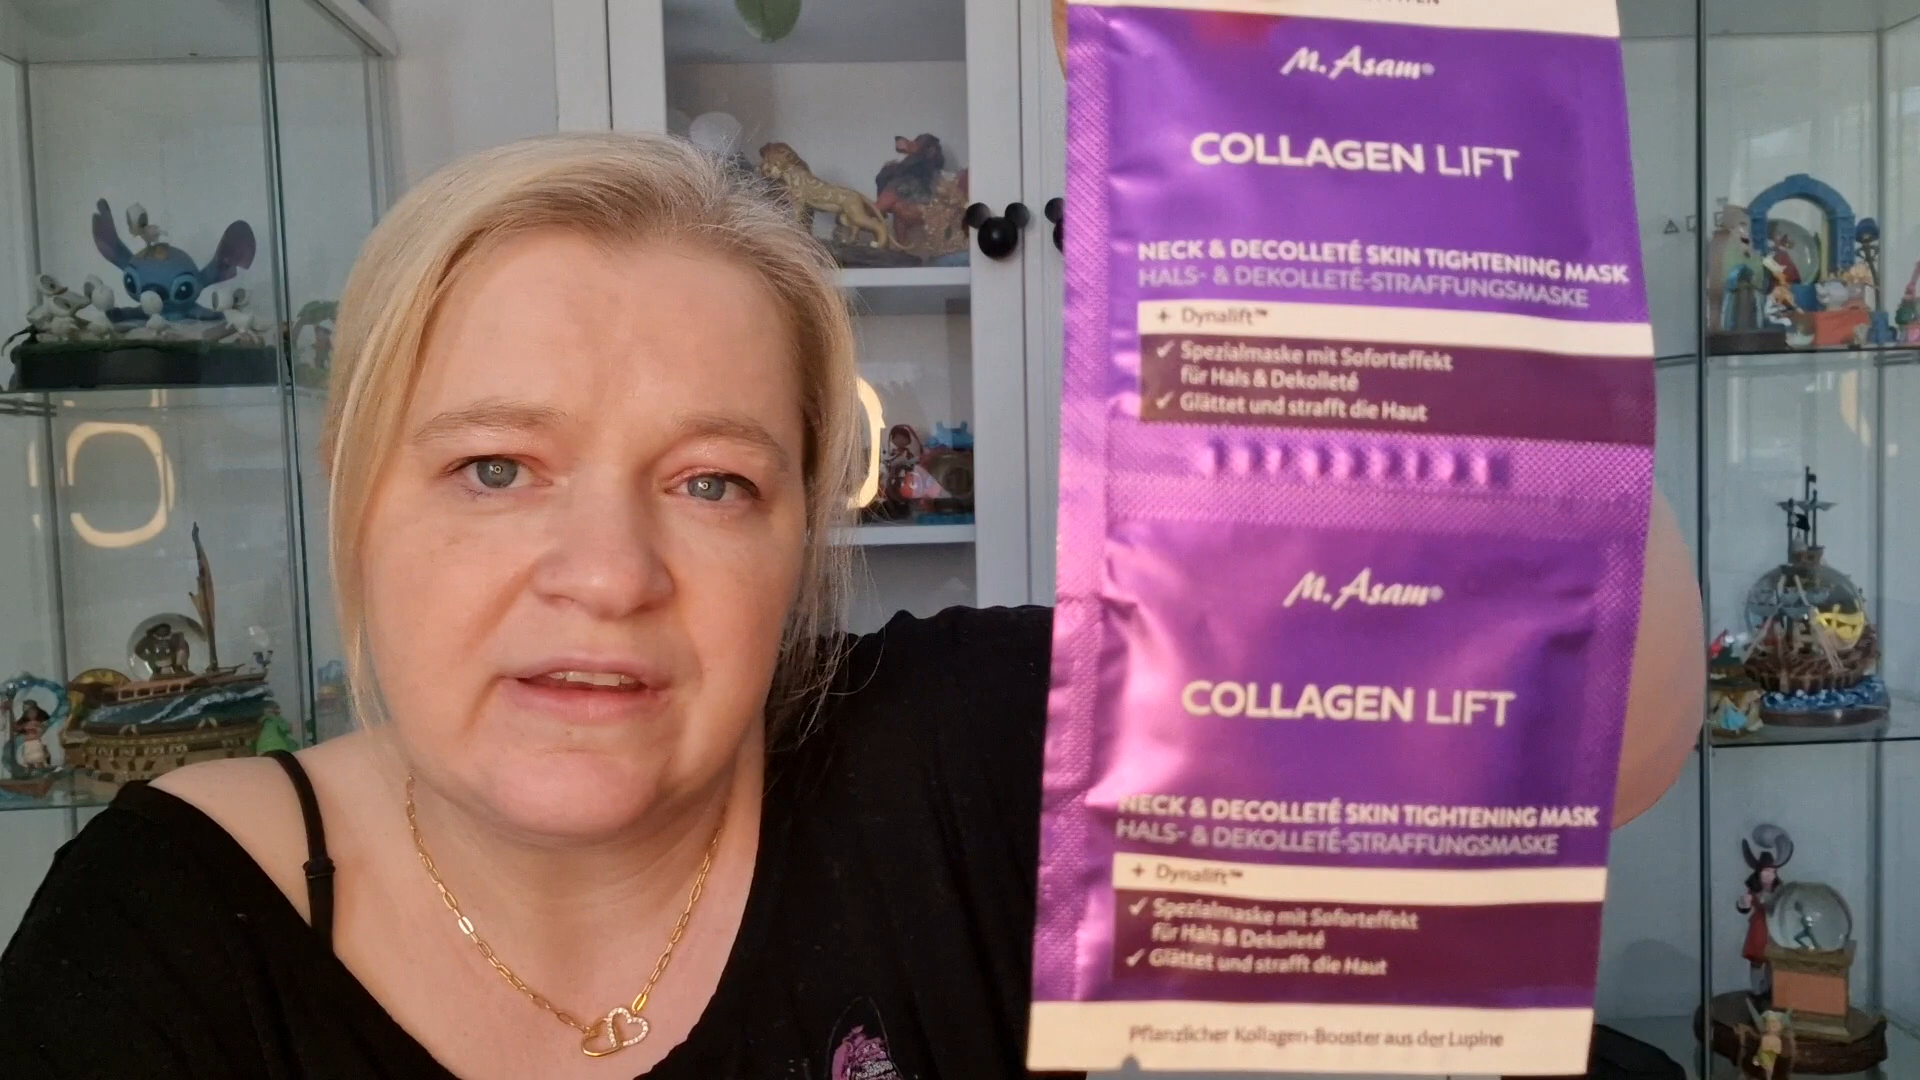 M. Asam®
COLLAGEN LIFT
NECK & DECOLLETÉ SKIN TIGHTENING MASK
HALS- & DEKOLLETÉ-STRAFFUNGSMASKE
+ Dynalift™
✓ Spezialmaske mit Soforteffekt
für Hals & Dekolleté
✓ Glättet und strafft die Haut
M. Asam®
COLLAGEN LIFT
NECK & DECOLLETÉ SKIN TIGHTENING MASK
HALS- & DEKOLLETÉ-STRAFFUNGSMASKE
+ Dynalift™
✓ Spezialmaske mit Soforteffekt
für Hals & Dekolleté
✓ Glättet und strafft die Haut
Pflanzlicher Kollagen-Booster aus der Lupine